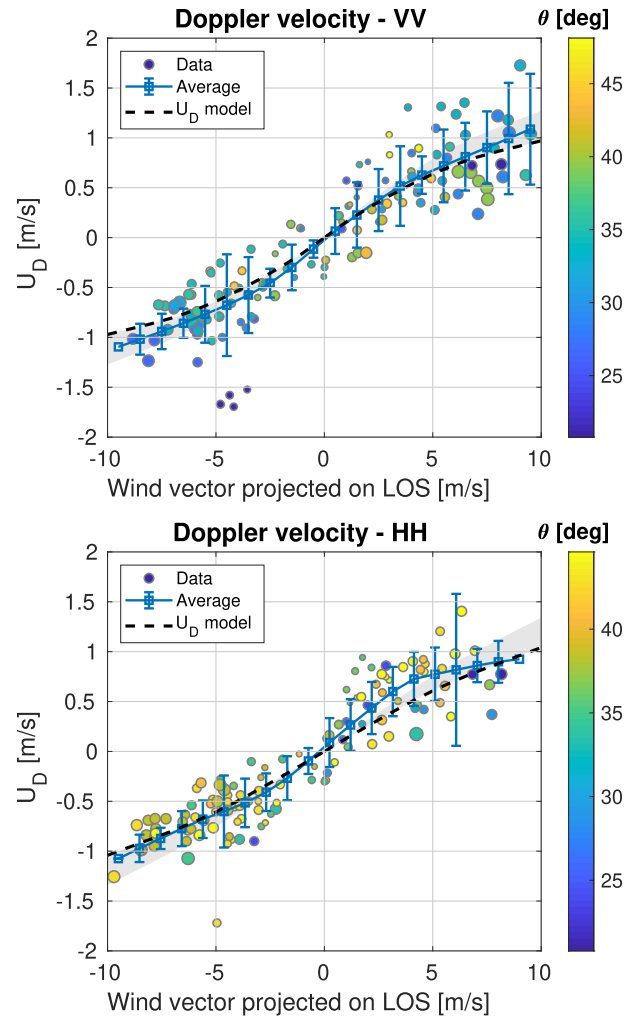 Doppler velocity - VV
θ [deg]
2
1.5
1
0.5
0
-0.5
-1
-1.5
-2
U_D [m/s]
Data
Average
U_D model
-10 -5 0 5 10
Wind vector projected on LOS [m/s]
45
40
35
30
25
Doppler velocity - HH
θ [deg]
2
1.5
1
0.5
0
-0.5
-1
-1.5
-2
U_D [m/s]
Data
Average
U_D model
-10 -5 0 5 10
Wind vector projected on LOS [m/s]
40
35
30
25